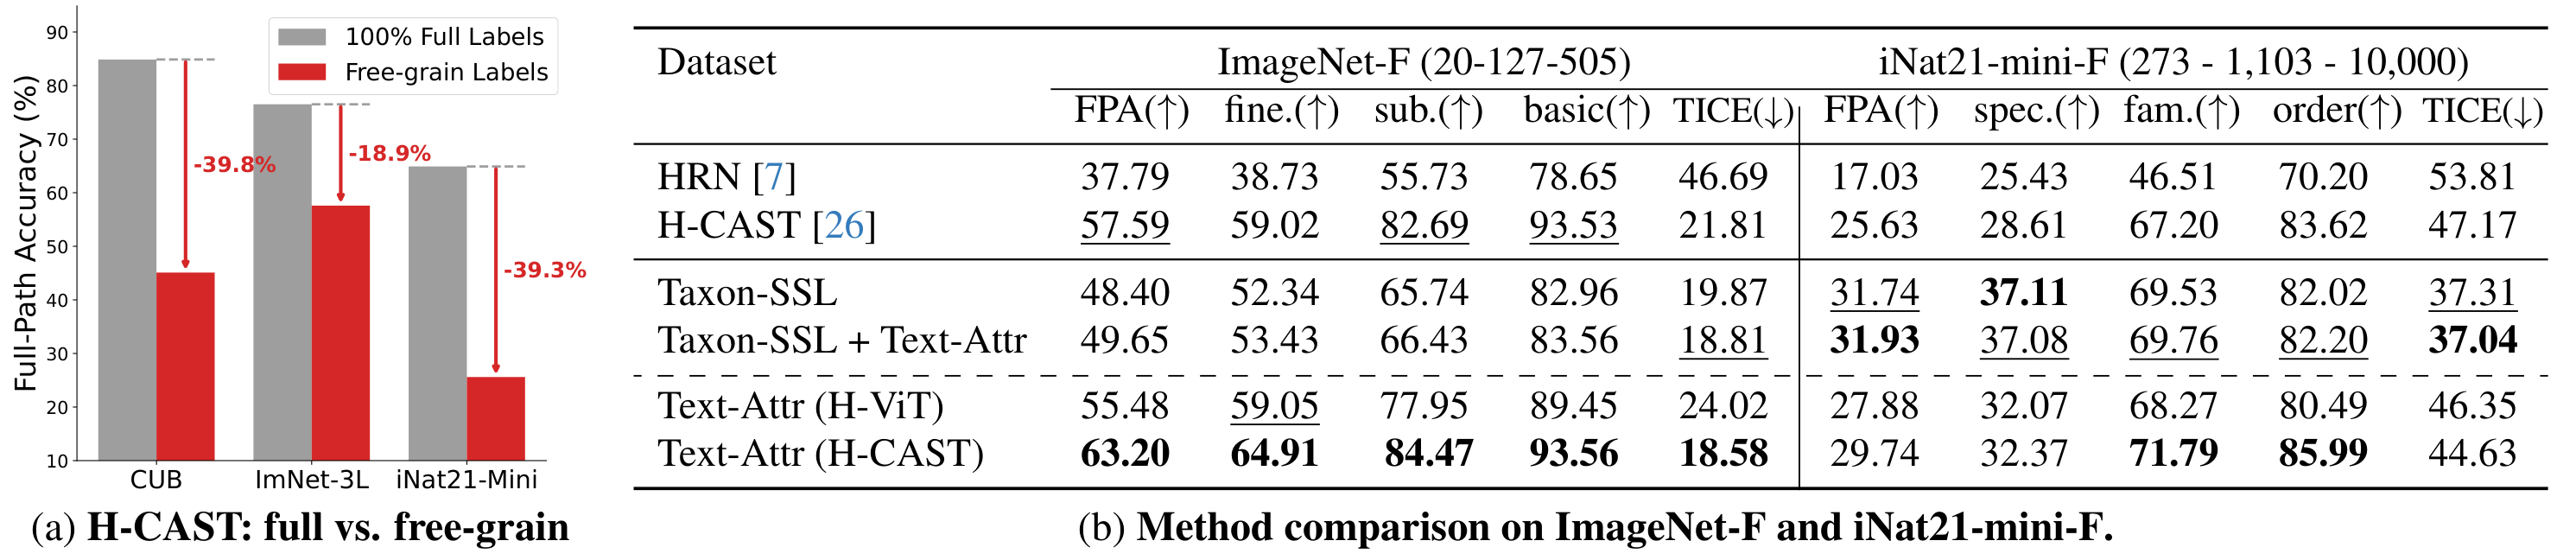 Full-Path Accuracy (%)
90
80
70
60
50
40
30
20
10
100% Full Labels
Free-grain Labels
-39.8%
-18.9%
-39.3%
CUB ImNet-3L iNat21-Mini
(a) H-CAST: full vs. free-grain
Dataset ImageNet-F (20-127-505) iNat21-mini-F (273 - 1,103 - 10,000)
FPA(↑) fine.(↑) sub.(↑) basic(↑) TICE(↓) FPA(↑) spec.(↑) fam.(↑) order(↑) TICE(↓)
HRN [7] 37.79 38.73 55.73 78.65 46.69 17.03 25.43 46.51 70.20 53.81
H-CAST [26] 57.59 59.02 82.69 93.53 21.81 25.63 28.61 67.20 83.62 47.17
Taxon-SSL 48.40 52.34 65.74 82.96 19.87 31.74 37.11 69.53 82.02 37.31
Taxon-SSL + Text-Attr 49.65 53.43 66.43 83.56 18.81 31.93 37.08 69.76 82.20 37.04
Text-Attr (H-ViT) 55.48 59.05 77.95 89.45 24.02 27.88 32.07 68.27 80.49 46.35
Text-Attr (H-CAST) 63.20 64.91 84.47 93.56 18.58 29.74 32.37 71.79 85.99 44.63
(b) Method comparison on ImageNet-F and iNat21-mini-F.